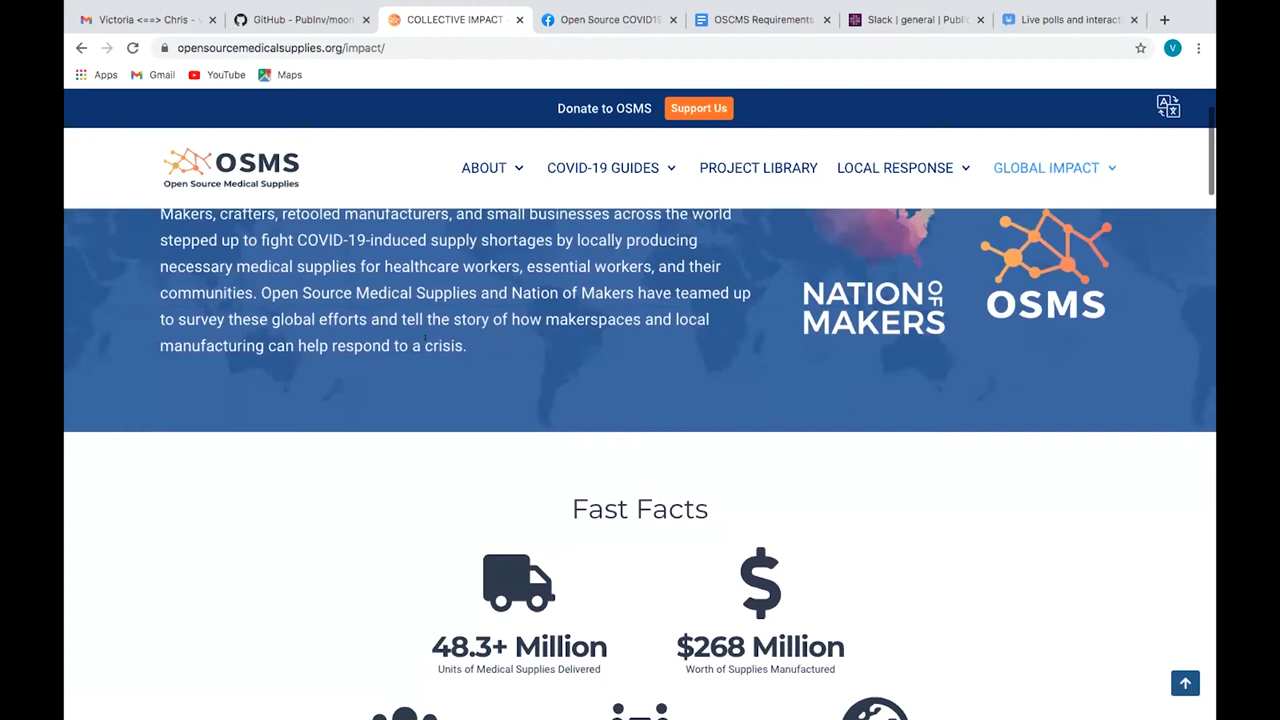 Victoria <==> Chris - v
GitHub - PubInv/moon
COLLECTIVE IMPACT -
Open Source COVID19
OSCMS Requirements
Slack | general | Public
Live polls and interact
opensourcemedicalsupplies.org/impact/
V
Apps
Gmail
YouTube
Maps
Donate to OSMS
Support Us
OSMS
Open Source Medical Supplies
ABOUT
COVID-19 GUIDES
PROJECT LIBRARY
LOCAL RESPONSE
GLOBAL IMPACT
Makers, crafters, retooled manufacturers, and small businesses across the world
stepped up to fight COVID-19-induced supply shortages by locally producing
necessary medical supplies for healthcare workers, essential workers, and their
communities. Open Source Medical Supplies and Nation of Makers have teamed up
to survey these global efforts and tell the story of how makerspaces and local
manufacturing can help respond to a crisis.
NATION OF
MAKERS
OSMS
Fast Facts
48.3+ Million
Units of Medical Supplies Delivered
$268 Million
Worth of Supplies Manufactured